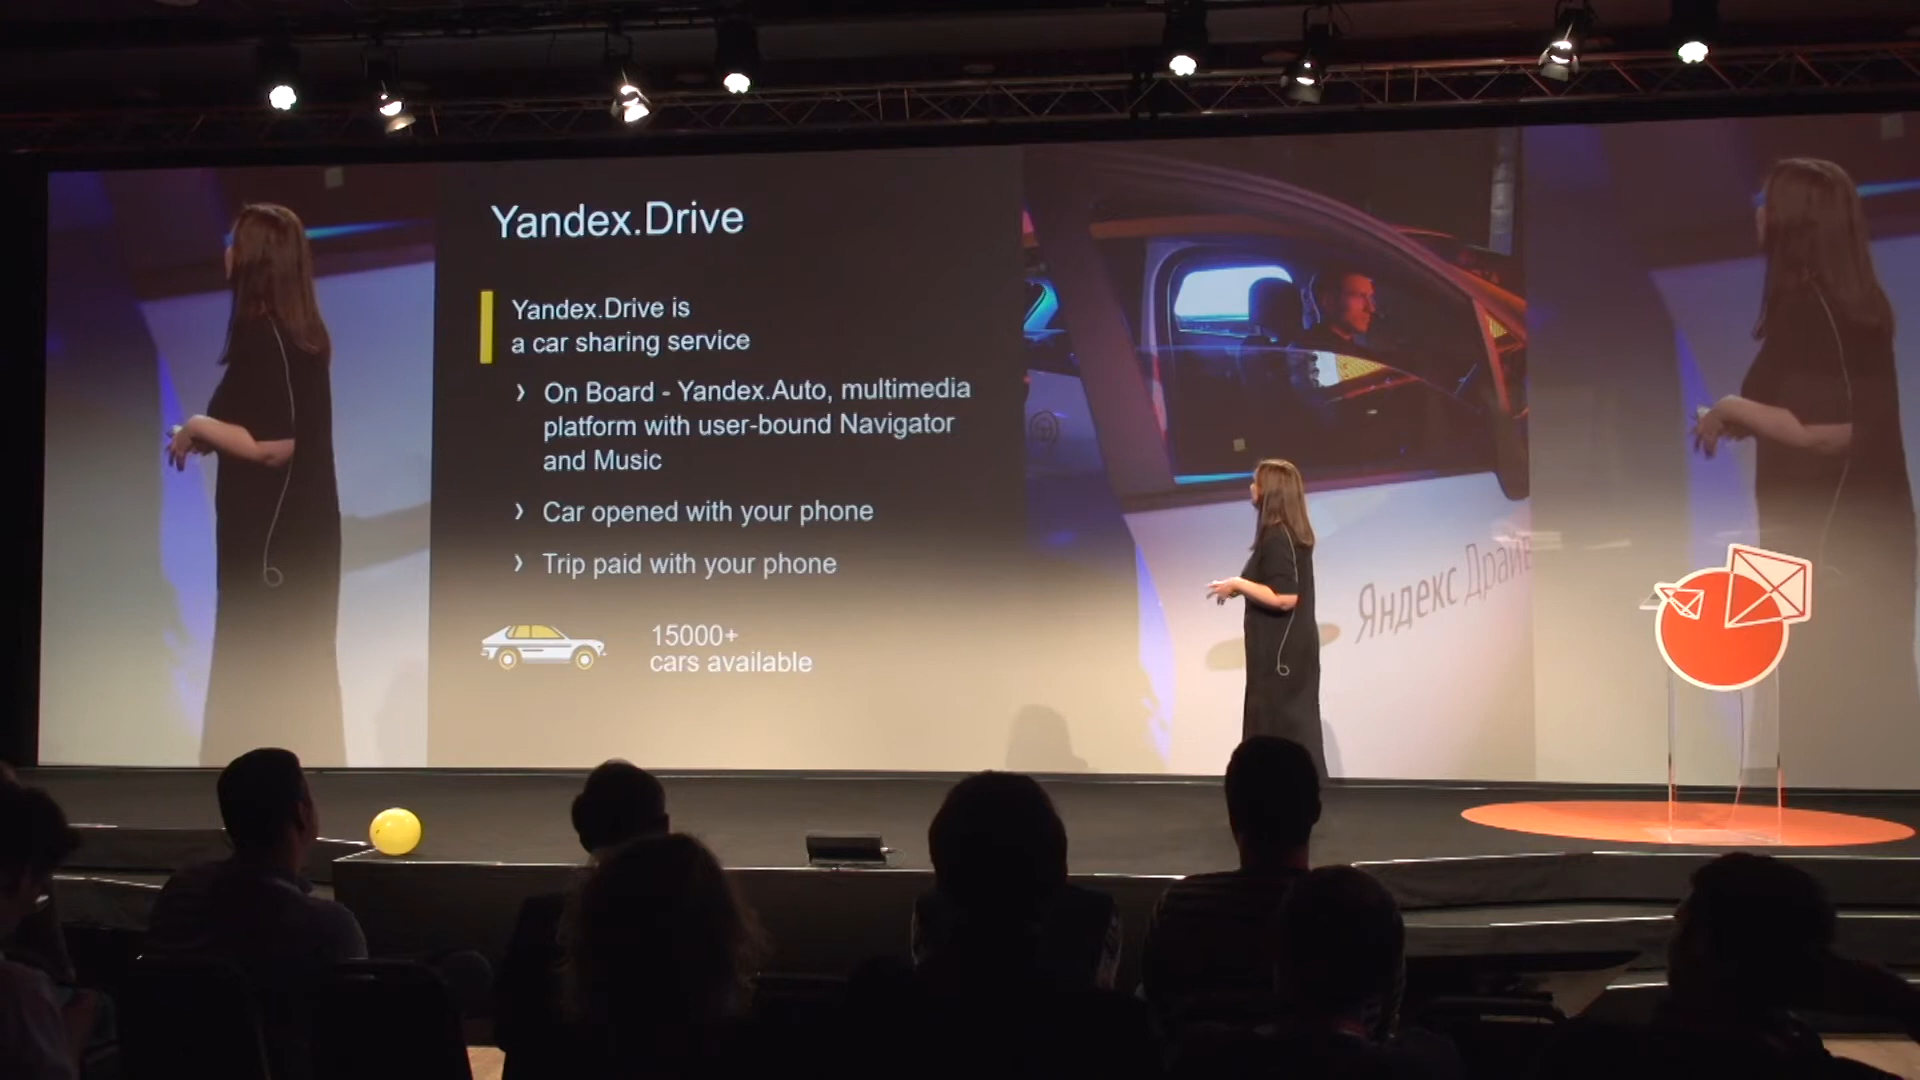 Yandex.Drive
Yandex.Drive is
a car sharing service
› On Board - Yandex.Auto, multimedia
platform with user-bound Navigator
and Music
› Car opened with your phone
› Trip paid with your phone
15000+
cars available
Яндекс Драйв